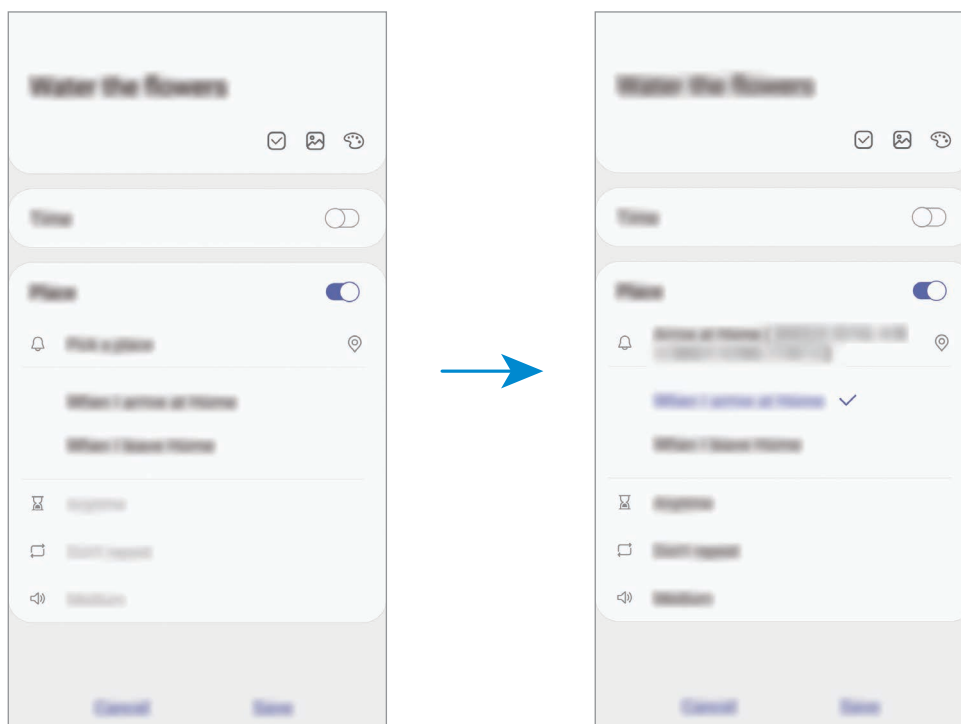 Water the flowers
Time
Place
Pick a place
When I arrive at Home
When I leave Home
Anytime
Don't repeat
Medium
Cancel
Save
Water the flowers
Time
Place
Arrive at Home (
When I arrive at Home
When I leave Home
Anytime
Don't repeat
Medium
Cancel
Save